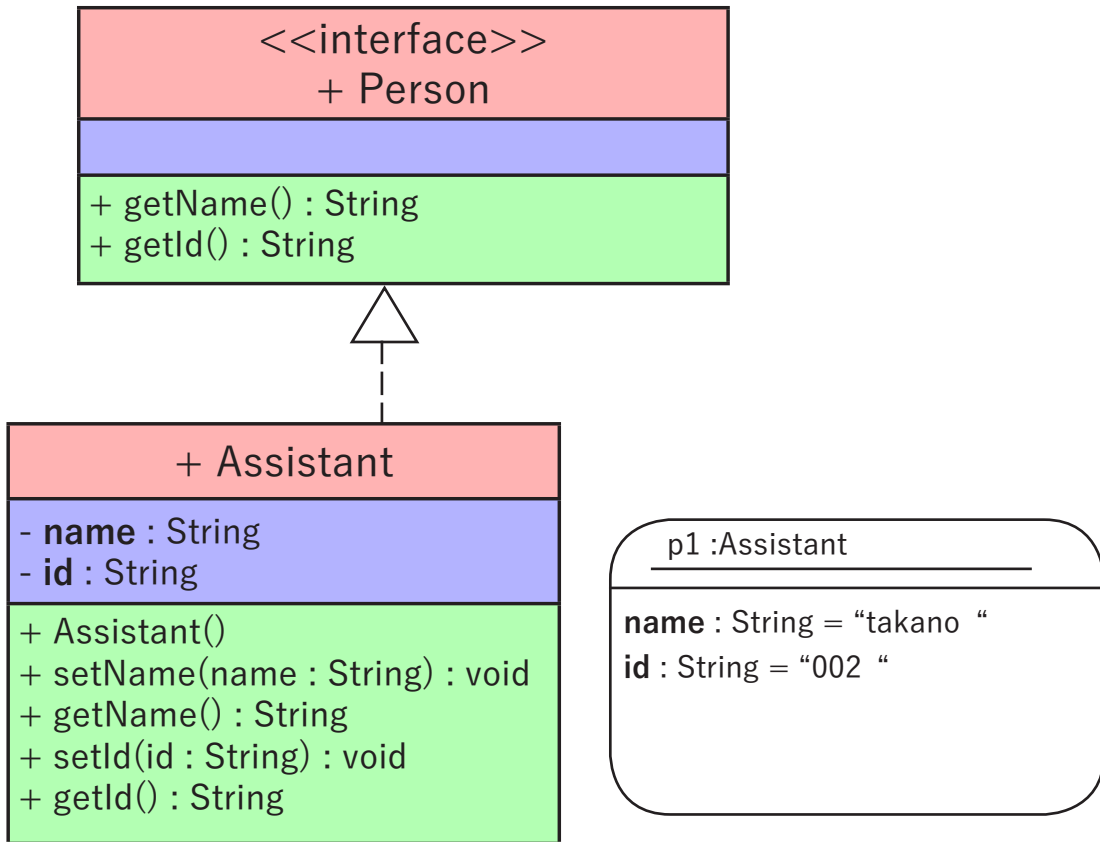 <<interface>>
+ Person
+ getName() : String
+ getId() : String
+ Assistant
- name : String
- id : String
+ Assistant()
+ setName(name : String) : void
+ getName() : String
+ setId(id : String) : void
+ getId() : String
p1 :Assistant
name : String = “takano “
id : String = “002 “